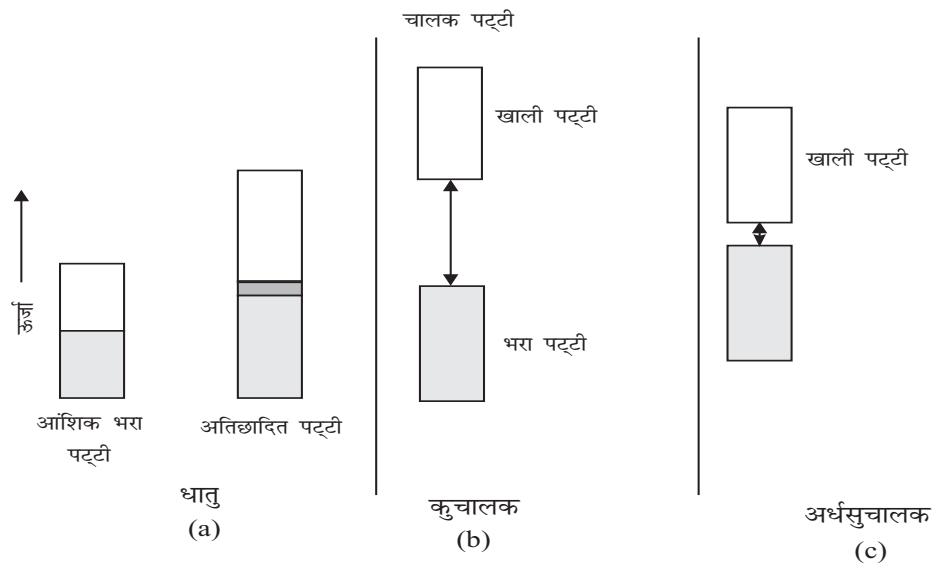 चालक पट्टी
खाली पट्टी
खाली पट्टी
ऊर्जा
भरा पट्टी
आंशिक भरा
पट्टी
अतिछादित पट्टी
धातु
(a)
कुचालक
(b)
अर्धसुचालक
(c)